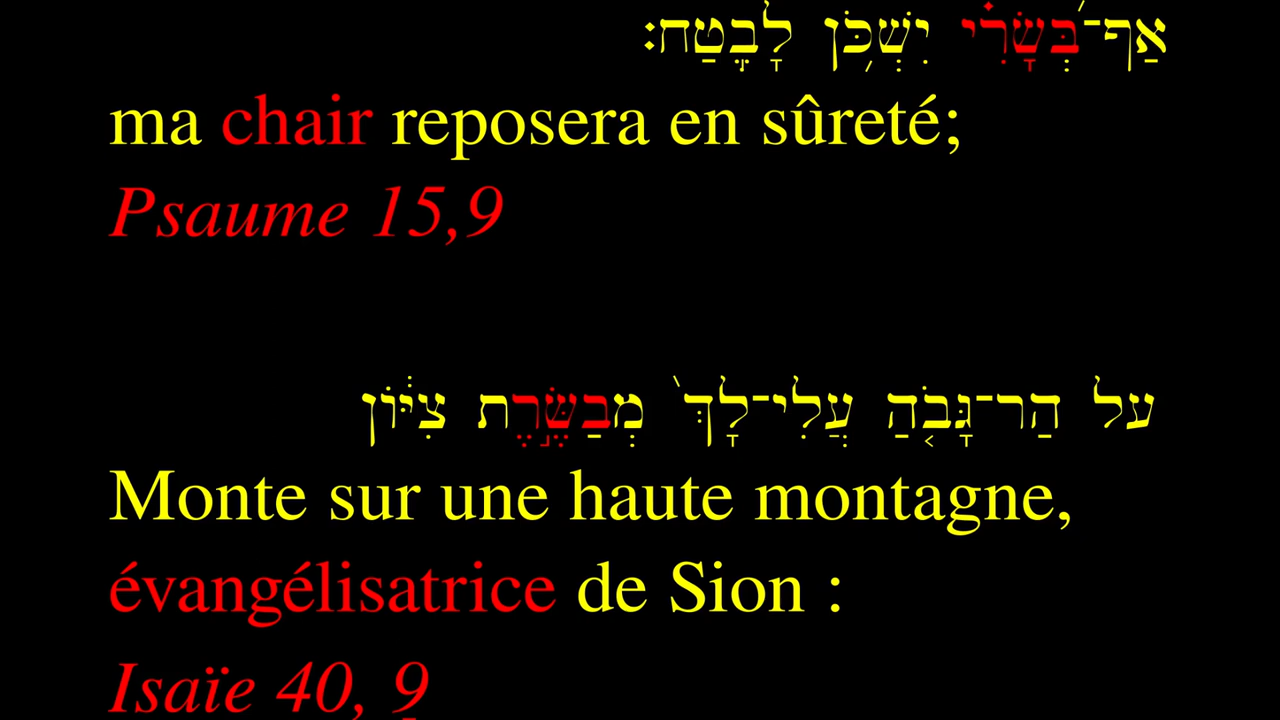 אַף־בְּ֝שָׂרִ֗י יִשְׁכֹּ֥ן לָבֶֽטַח׃
ma chair reposera en sûreté;
Psaume 15,9
על הַר־גָּבֹ֤הַ עֲלִי־לָךְ֙ מְבַשֶּׂ֣רֶת צִיּ֔וֹן
Monte sur une haute montagne,
évangélisatrice de Sion :
Isaïe 40, 9